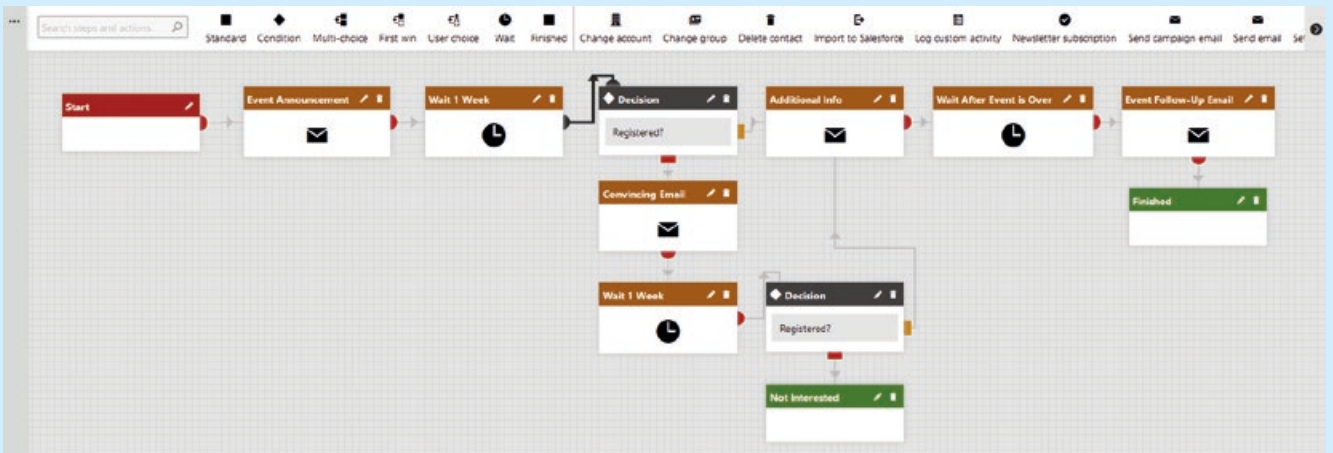 Search steps and actions
Standard Condition Multi-choice First win User choice Wait Finished Change account Change group Delete contact Import to Salesforce Log custom activity Newsletter subscription Send campaign email Send email
Start
Event Announcement
Wait 1 Week
Decision
Additional Info
Wait After Event is Over
Event Follow-Up Email
Registered?
Convincing Email
Finished
Wait 1 Week
Decision
Registered?
Not Interested